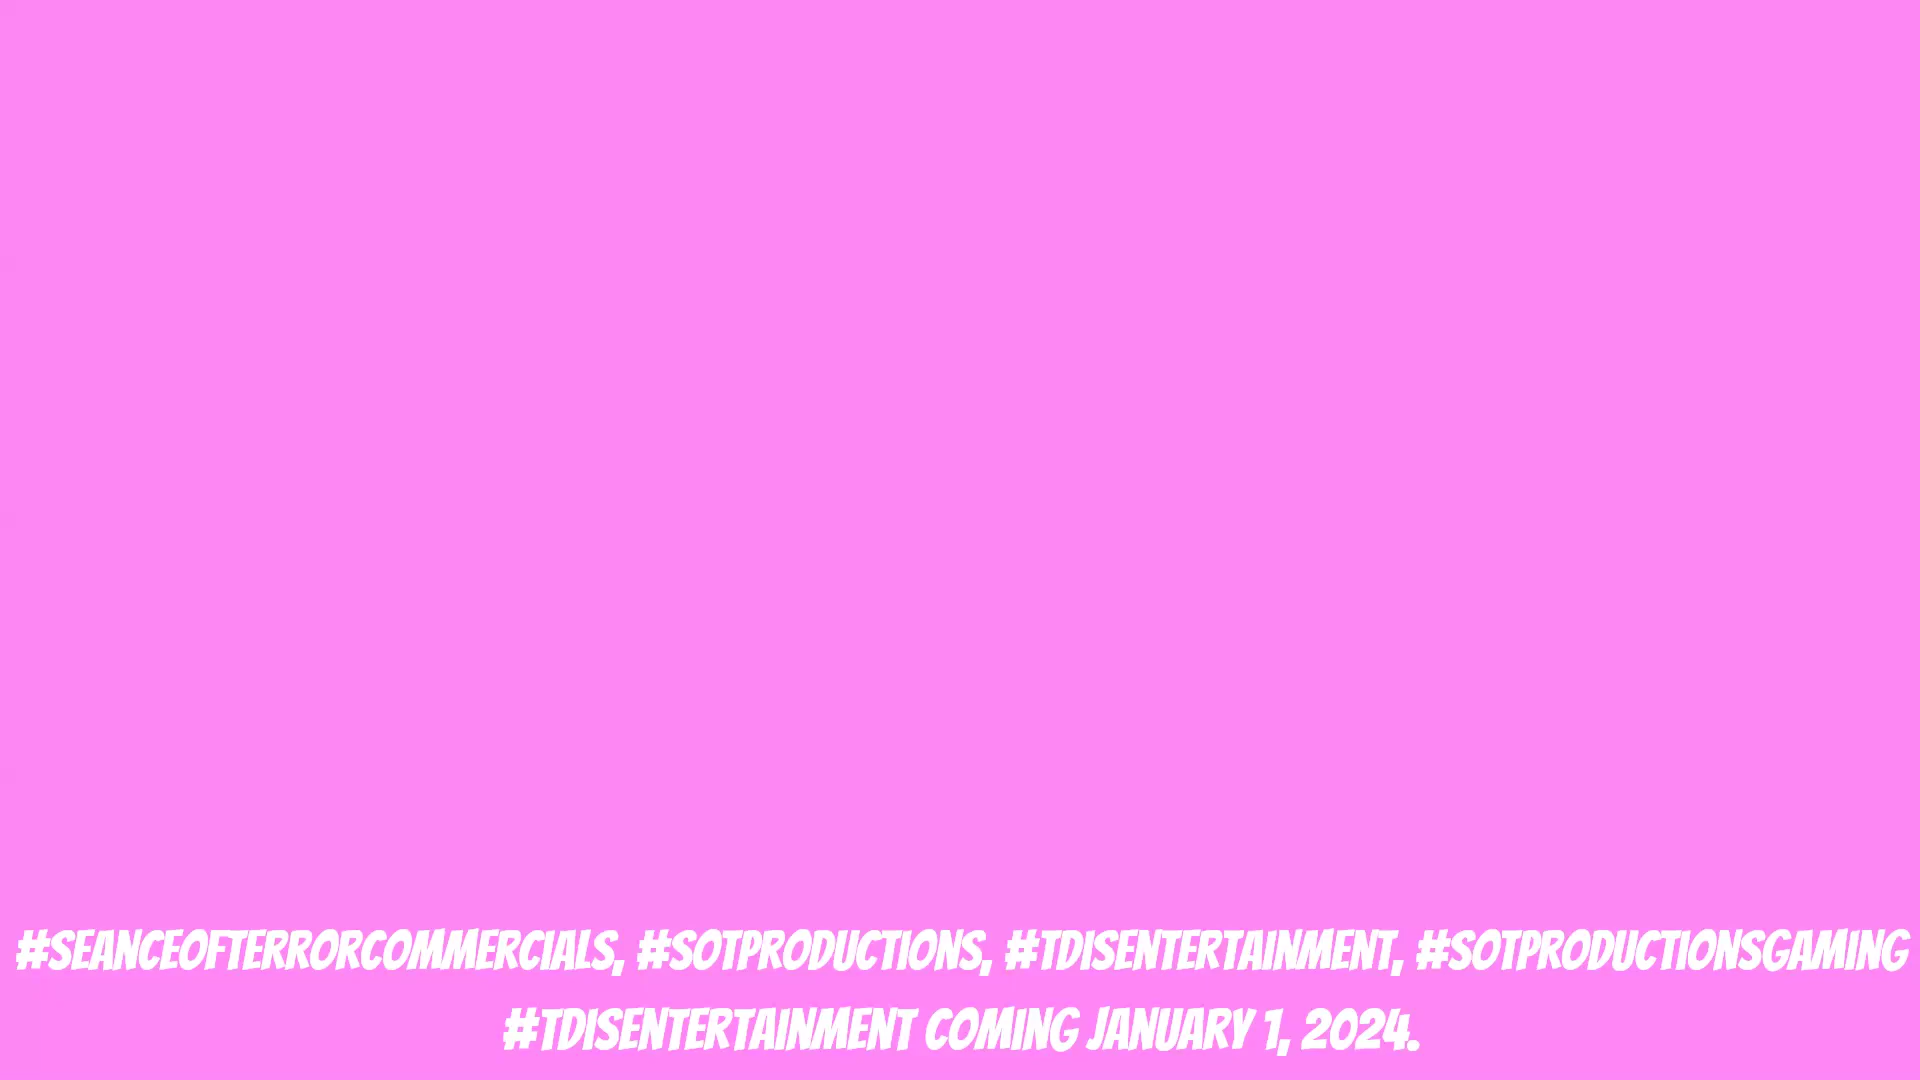 #SEANCEOFTERRORCOMMERCIALS, #SOTPRODUCTIONS, #TDISENTERTAINMENT, #SOTPRODUCTIONSGAMING
#TDISENTERTAINMENT COMING JANUARY 1, 2024.